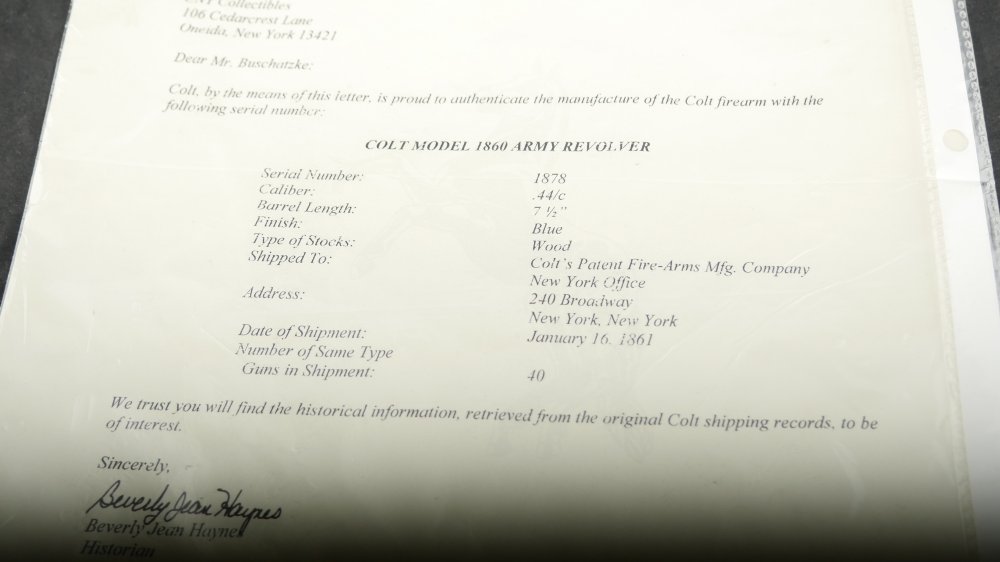 CNY Collectibles
106 Cedarcrest Lane
Oneida, New York 13421
Dear Mr. Buschatzke:
Colt, by the means of this letter, is proud to authenticate the manufacture of the Colt firearm with the
following serial number:
COLT MODEL 1860 ARMY REVOLVER
Serial Number: 1878
Caliber: .44/c
Barrel Length: 7 ½"
Finish: Blue
Type of Stocks: Wood
Shipped To: Colt's Patent Fire-Arms Mfg. Company
New York Office
Address: 240 Broadway
New York, New York
Date of Shipment: January 16, 1861
Number of Same Type
Guns in Shipment: 40
We trust you will find the historical information, retrieved from the original Colt shipping records, to be
of interest.
Sincerely,
Beverly Jean Haynes
Beverly Jean Haynes
Historian